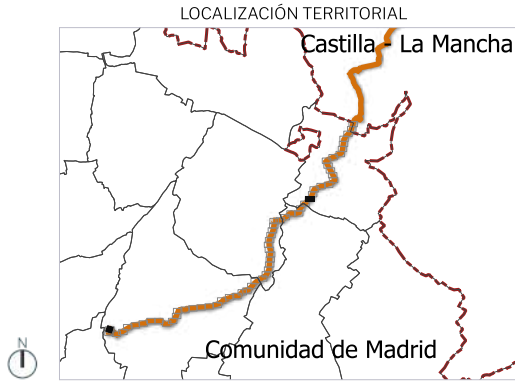 LOCALIZACIÓN TERRITORIAL
Castilla - La Mancha
Comunidad de Madrid
N